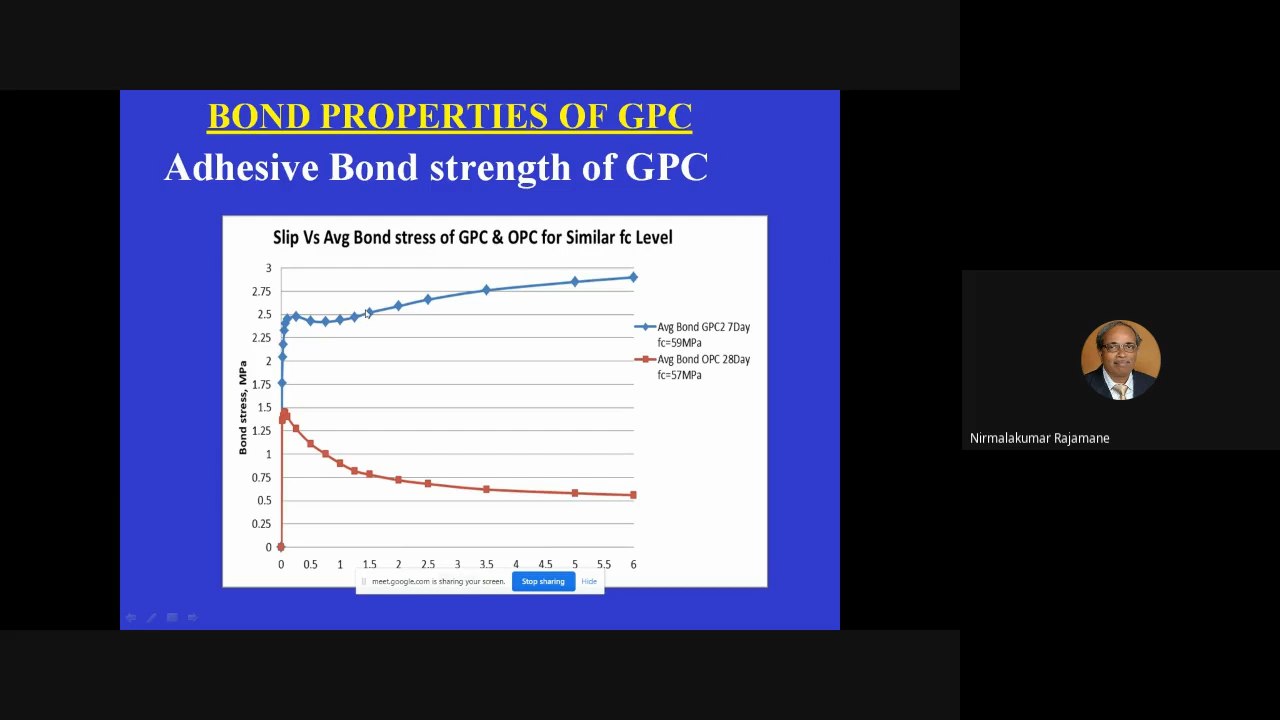 BOND PROPERTIES OF GPC
Adhesive Bond strength of GPC
Slip Vs Avg Bond stress of GPC & OPC for Similar fc Level
Bond stress, MPa
3
2.75
2.5
2.25
2
1.75
1.5
1.25
1
0.75
0.5
0.25
0
0 0.5 1 1.5 2 2.5 3 3.5 4 4.5 5 5.5 6
Avg Bond GPC2 7Day
fc=59MPa
Avg Bond OPC 28Day
fc=57MPa
meet.google.com is sharing your screen. Stop sharing Hide
Nirmalakumar Rajamane